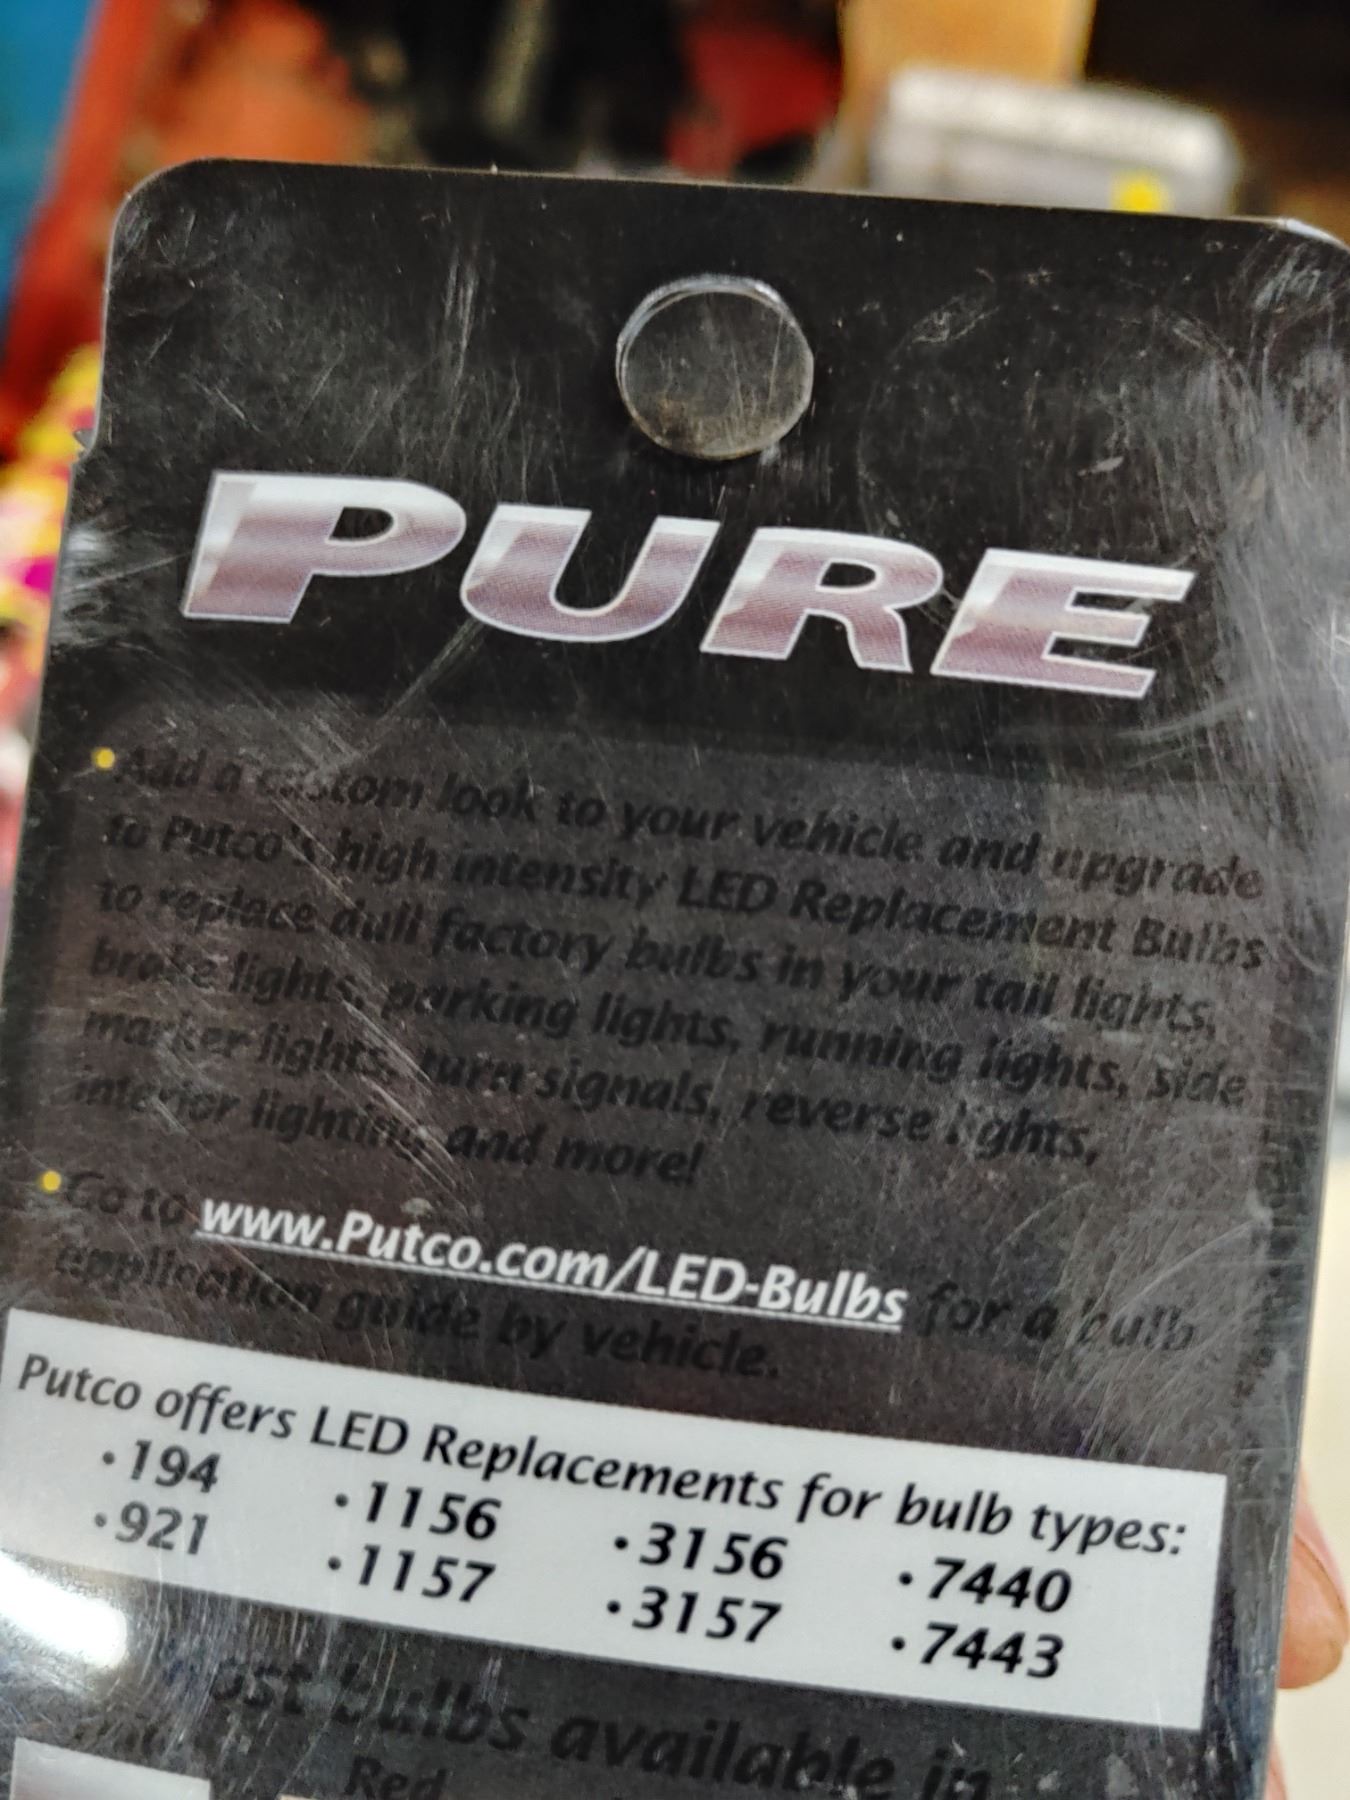 PURE
Add a custom look to your vehicle and upgrade
to Putco's high intensity LED Replacement Bulbs
to replace dull factory bulbs in your tail lights,
brake lights, parking lights, running lights, side
marker lights, turn signals, reverse lights,
interior lighting and more!
Go to www.Putco.com/LED-Bulbs for a bulb
application guide by vehicle.
Putco offers LED Replacements for bulb types:
•194 •1156 •3156 •7440
•921 •1157 •3157 •7443
bulbs available in
Red